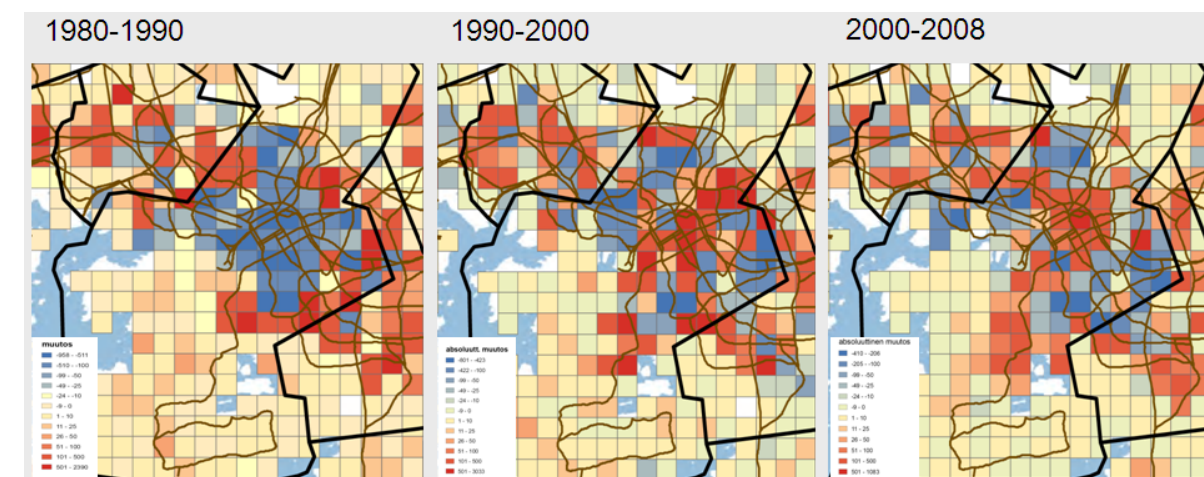 1980-1990
1990-2000
2000-2008
muutos
-958 - -511
-510 - -100
-99 - -50
-49 - -25
-24 - -10
-9 - 0
1 - 10
11 - 25
26 - 50
51 - 100
101 - 500
501 - 2390
absoluutt. muutos
-801 - -423
-422 - -100
-99 - -50
-49 - -25
-24 - -10
-9 - 0
1 - 10
11 - 25
26 - 50
51 - 100
101 - 500
501 - 3033
absoluuttinen muutos
-410 - -206
-205 - -100
-99 - -50
-49 - -25
-24 - -10
-9 - 0
1 - 10
11 - 25
26 - 50
51 - 100
101 - 500
501 - 1083